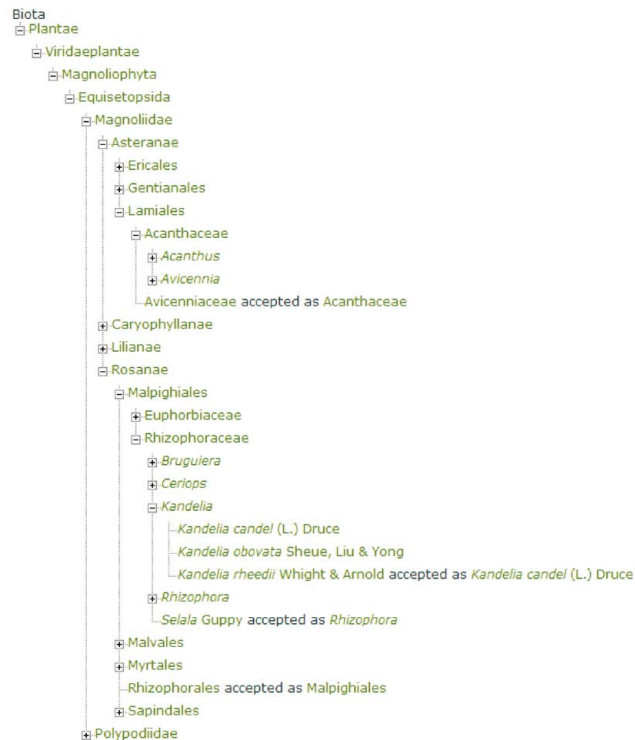 Biota
Plantae
Viridaeplantae
Magnoliophyta
Equisetopsida
Magnoliidae
Asteranae
Ericales
Gentianales
Lamiales
Acanthaceae
Acanthus
Avicennia
Avicenniaceae accepted as Acanthaceae
Caryophyllanae
Lilianae
Rosanae
Malpighiales
Euphorbiaceae
Rhizophoraceae
Bruguiera
Ceriops
Kandelia
Kandelia candel (L.) Druce
Kandelia obovata Sheue, Liu & Yong
Kandelia rheedii Whight & Arnold accepted as Kandelia candel (L.) Druce
Rhizophora
Selala Guppy accepted as Rhizophora
Malvales
Myrtales
Rhizophorales accepted as Malpighiales
Sapindales
Polypodiidae